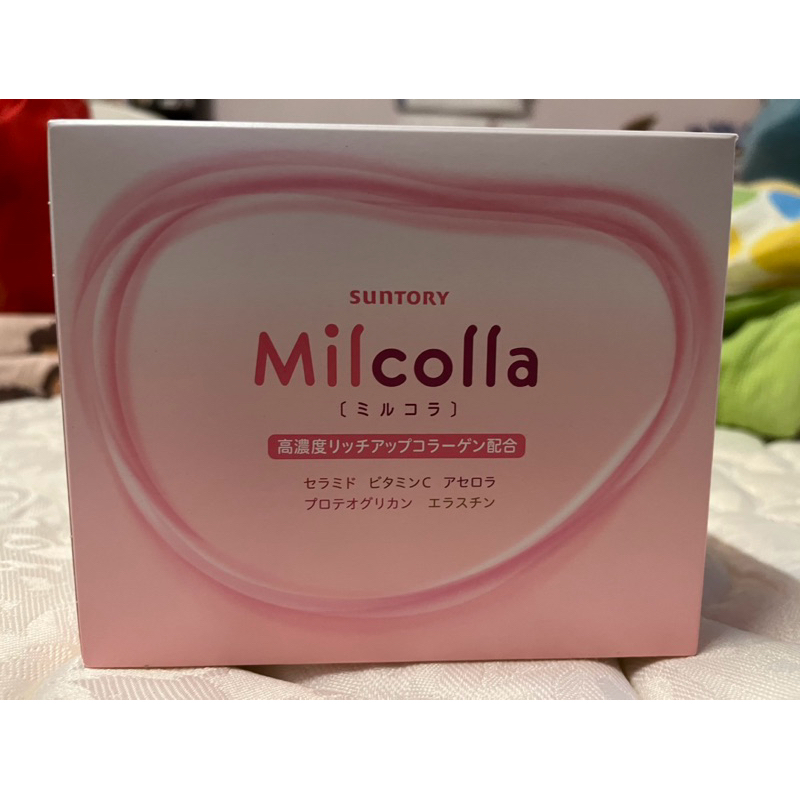 SUNTORY
Milcolla
〔ミルコラ〕
高濃度リッチアップコラーゲン配合
セラミド ビタミンC アセロラ
プロテオグリカン エラスチン